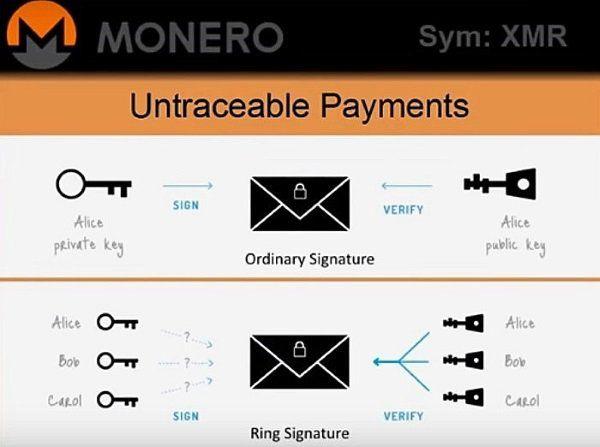 MONERO
Sym: XMR
Untraceable Payments
SIGN
VERIFY
Alice
private key
Alice
public key
Ordinary Signature
Alice
?
Alice
Bob
?
Bob
Carol
?
Carol
SIGN
VERIFY
Ring Signature